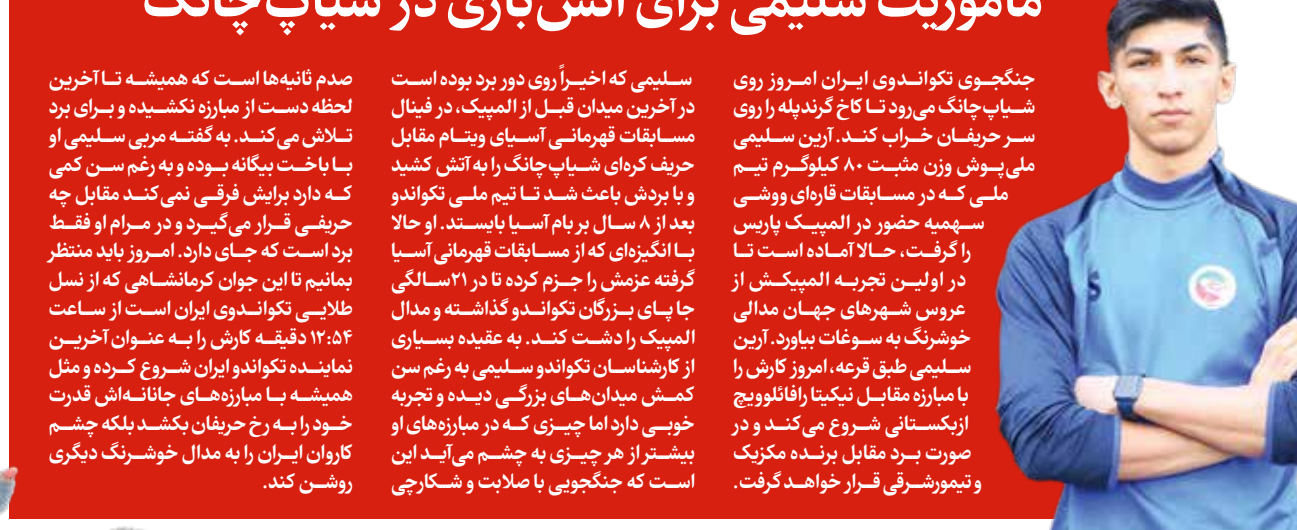 ماموریت سلیمی برای آتش‌بازی در شیاپ‌چانگ
جنگجوی تکواندوی ایران امروز روی
شیاپ‌چانگ می‌رود تا کاخ گرندپله را روی
سر حریفان خراب کند. آرین سلیمی
ملی‌پوش وزن مثبت ۸۰ کیلوگرم تیم
ملی که در مسابقات قاره‌ای ووشی
سهمیه حضور در المپیک پاریس
را گرفت، حالا آماده است تا
در اولین تجربه المپیکش از
عروس شهرهای جهان مدالی
خوشرنگ به سوغات بیاورد. آرین
سلیمی طبق قرعه، امروز کارش را
با مبارزه مقابل نیکیتا رافائلوویچ
ازبکستانی شروع می‌کند و در
صورت برد مقابل برنده مکزیک
و تیمورشرقی قرار خواهد گرفت.
سلیمی که اخیراً روی دور برد بوده است
در آخرین میدان قبل از المپیک، در فینال
مسابقات قهرمانی آسیای ویتنام مقابل
حریف کره‌ای شیاپ‌چانگ را به آتش کشید
و با بردش باعث شد تا تیم ملی تکواندو
بعد از ۸ سال بر بام آسیا بایستد. او حالا
با انگیزه‌ای که از مسابقات قهرمانی آسیا
گرفته عزمش را جزم کرده تا در ۲۱سالگی
جا پای بزرگان تکواندو گذاشته و مدال
المپیک را دشت کند. به عقیده بسیاری
از کارشناسان تکواندو سلیمی به رغم سن
کمش میدان‌های بزرگی دیده و تجربه
خوبی دارد اما چیزی که در مبارزه‌های او
بیشتر از هر چیزی به چشم می‌آید این
است که جنگجویی با صلابت و شکارچی
صدم ثانیه‌ها است که همیشه تا آخرین
لحظه دست از مبارزه نکشیده و برای برد
تلاش می‌کند. به گفته مربی سلیمی او
با باخت بیگانه بوده و به رغم سن کمی
که دارد برایش فرقی نمی‌کند مقابل چه
حریفی قرار می‌گیرد و در مرام او فقط
برد است که جای دارد. امروز باید منتظر
بمانیم تا این جوان کرمانشاهی که از نسل
طلایی تکواندوی ایران است از ساعت
۱۲:۵۴ دقیقه کارش را به عنوان آخرین
نماینده تکواندو ایران شروع کرده و مثل
همیشه با مبارزه‌های جانانه‌اش قدرت
خود را به رخ حریفان بکشد بلکه چشم
کاروان ایران را به مدال خوشرنگ دیگری
روشن کند.